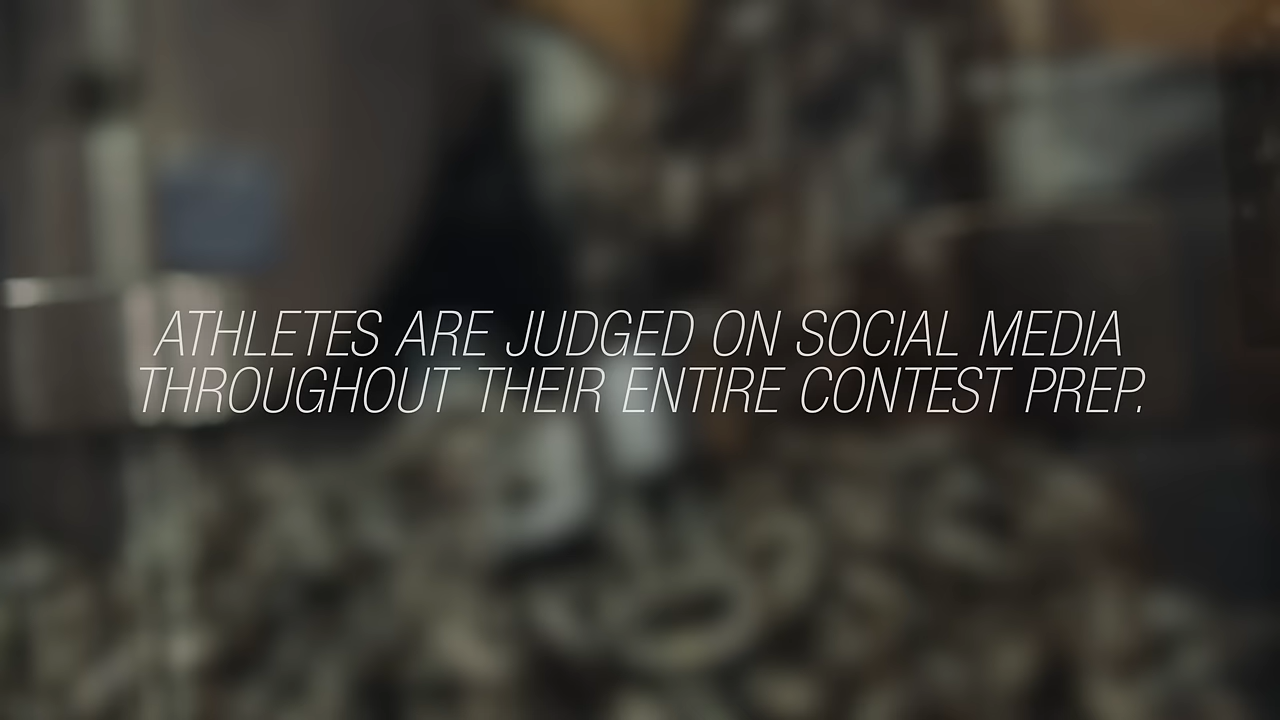 ATHLETES ARE JUDGED ON SOCIAL MEDIA
THROUGHOUT THEIR ENTIRE CONTEST PREP.